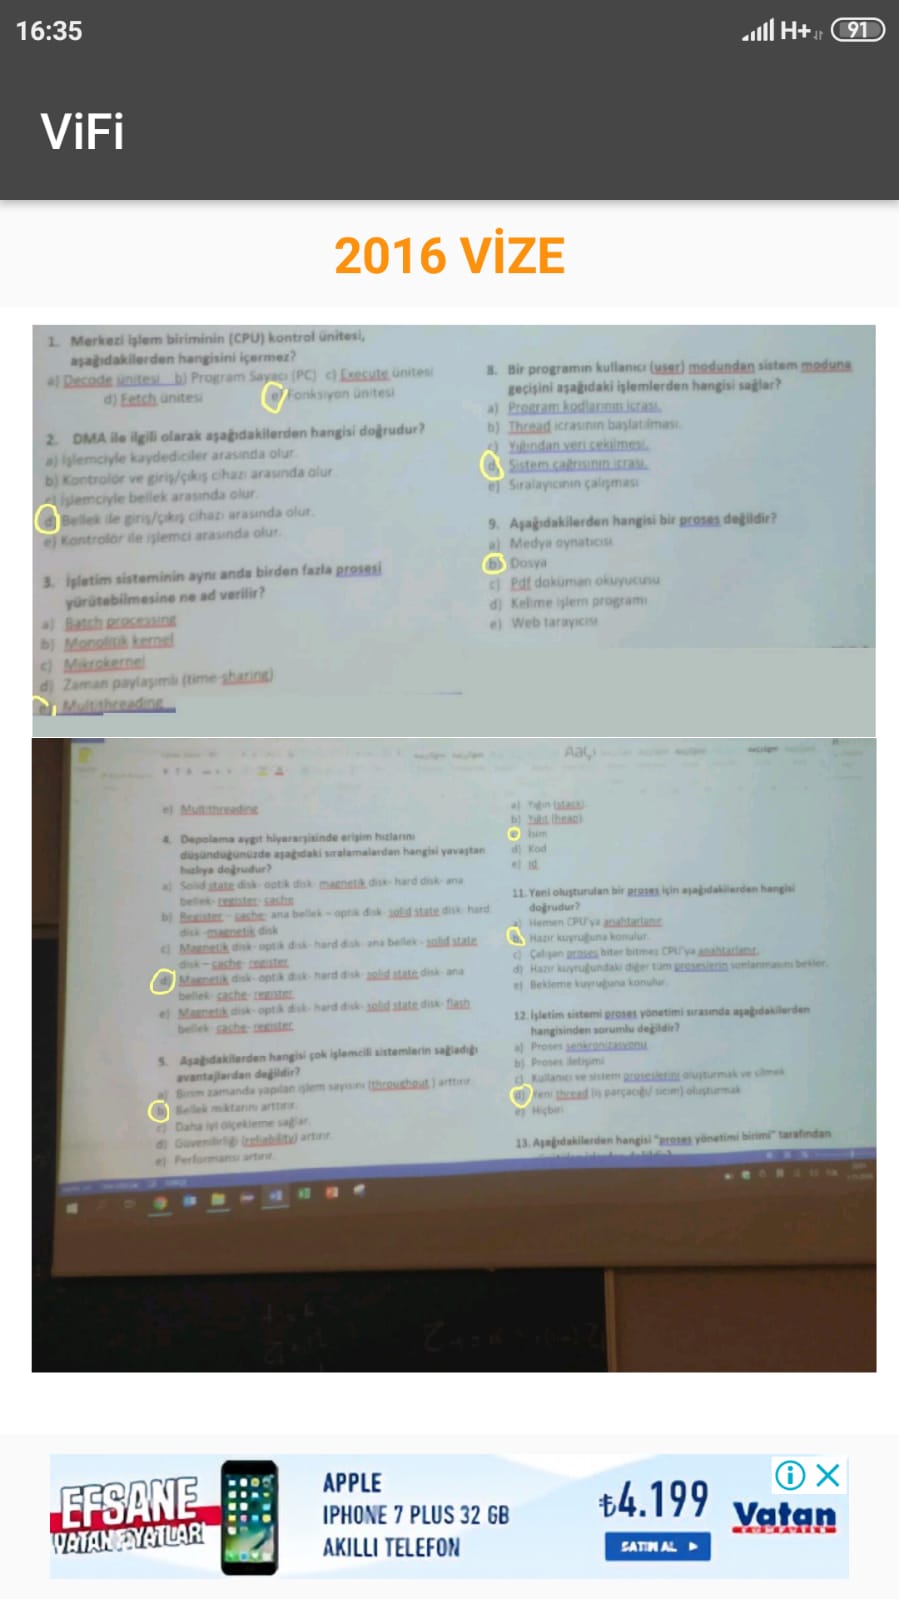 16:35
H+
91
ViFi
2016 VİZE
1. Merkezi işlem biriminin (CPU) kontrol ünitesi,
aşağıdakilerden hangisini içermez?
a) Decode ünitesi b) Program Sayacı (PC) c) Execute ünitesi
d) Fetch ünitesi e) Fonksiyon ünitesi
2. DMA ile ilgili olarak aşağıdakilerden hangisi doğrudur?
a) İşlemciyle kaydediciler arasında olur.
b) Kontrolör ve giriş/çıkış cihazı arasında olur.
c) İşlemciyle bellek arasında olur.
d) Bellek ile giriş/çıkış cihazı arasında olur.
e) Kontrolör ile işlemci arasında olur.
3. İşletim sisteminin aynı anda birden fazla prosesi
yürütebilmesine ne ad verilir?
a) Batch processing
b) Monolitik kernel
c) Mikrokernel
d) Zaman paylaşımlı (time-sharing)
e) Multithreading
8. Bir programın kullanıcı (user) modundan sistem moduna
geçişini aşağıdaki işlemlerden hangisi sağlar?
a) Program kodlarının icrası.
b) Thread icrasının başlatılması.
c) Yığından veri çekilmesi.
d) Sistem çağrısının icrası.
e) Sıralayıcının çalışması
9. Aşağıdakilerden hangisi bir proses değildir?
a) Medya oynatıcısı
b) Dosya
c) Pdf doküman okuyucusu
d) Kelime işlem programı
e) Web tarayıcısı
e) Multithreading
4. Depolama aygıt hiyerarşisinde erişim hızlarını
düşündüğünüzde aşağıdaki sıralamalardan hangisi yavaştan
hızlıya doğrudur?
a) Solid state disk- optik disk- magnetik disk- hard disk- ana
bellek- register- cache
b) Register - cache- ana bellek - optik disk- solid state disk- hard
disk -magnetik disk
c) Magnetik disk- optik disk- hard disk- ana bellek - solid state
disk - cache- register
d) Magnetik disk- optik disk- hard disk- solid state disk- ana
bellek- cache- register
e) Magnetik disk- optik disk- hard disk- solid state disk- flash
bellek- cache- register
5. Aşağıdakilerden hangisi çok işlemcili sistemlerin sağladığı
avantajlardan değildir?
a) Birim zamanda yapılan işlem sayısını (throughout ) arttırır.
b) Bellek miktarını arttırır.
c) Daha iyi ölçekleme sağlar.
d) Güvenilirliği (reliability) artırır.
e) Performansı artırır.
a) Yığın (stack)
b) Yığıt (heap)
İsim
d) Kod
e) Id
11. Yeni oluşturulan bir proses için aşağıdakilerden hangisi
doğrudur?
a) Hemen CPU'ya anahtarlanır.
b) Hazır kuyruğuna konulur.
c) Çalışan proses biter bitmez CPU'ya anahtarlanır.
d) Hazır kuyruğundaki diğer tüm proseslerin sonlanmasını bekler.
e) Bekleme kuyruğuna konulur.
12. İşletim sistemi proses yönetimi sırasında aşağıdakilerden
hangisinden sorumlu değildir?
a) Proses senkronizasyonu
b) Proses iletişimi
c) Kullanıcı ve sistem proseslerini oluşturmak ve silmek
d) Yeni thread (iş parçacığı/ sicim) oluşturmak
e) Hiçbiri
13. Aşağıdakilerden hangisi "proses yönetimi birimi" tarafından
EFSANE
VATAN FİYATLARI
APPLE
IPHONE 7 PLUS 32 GB
AKILLI TELEFON
₺4.199
SATIN AL
Vatan
COMPUTER